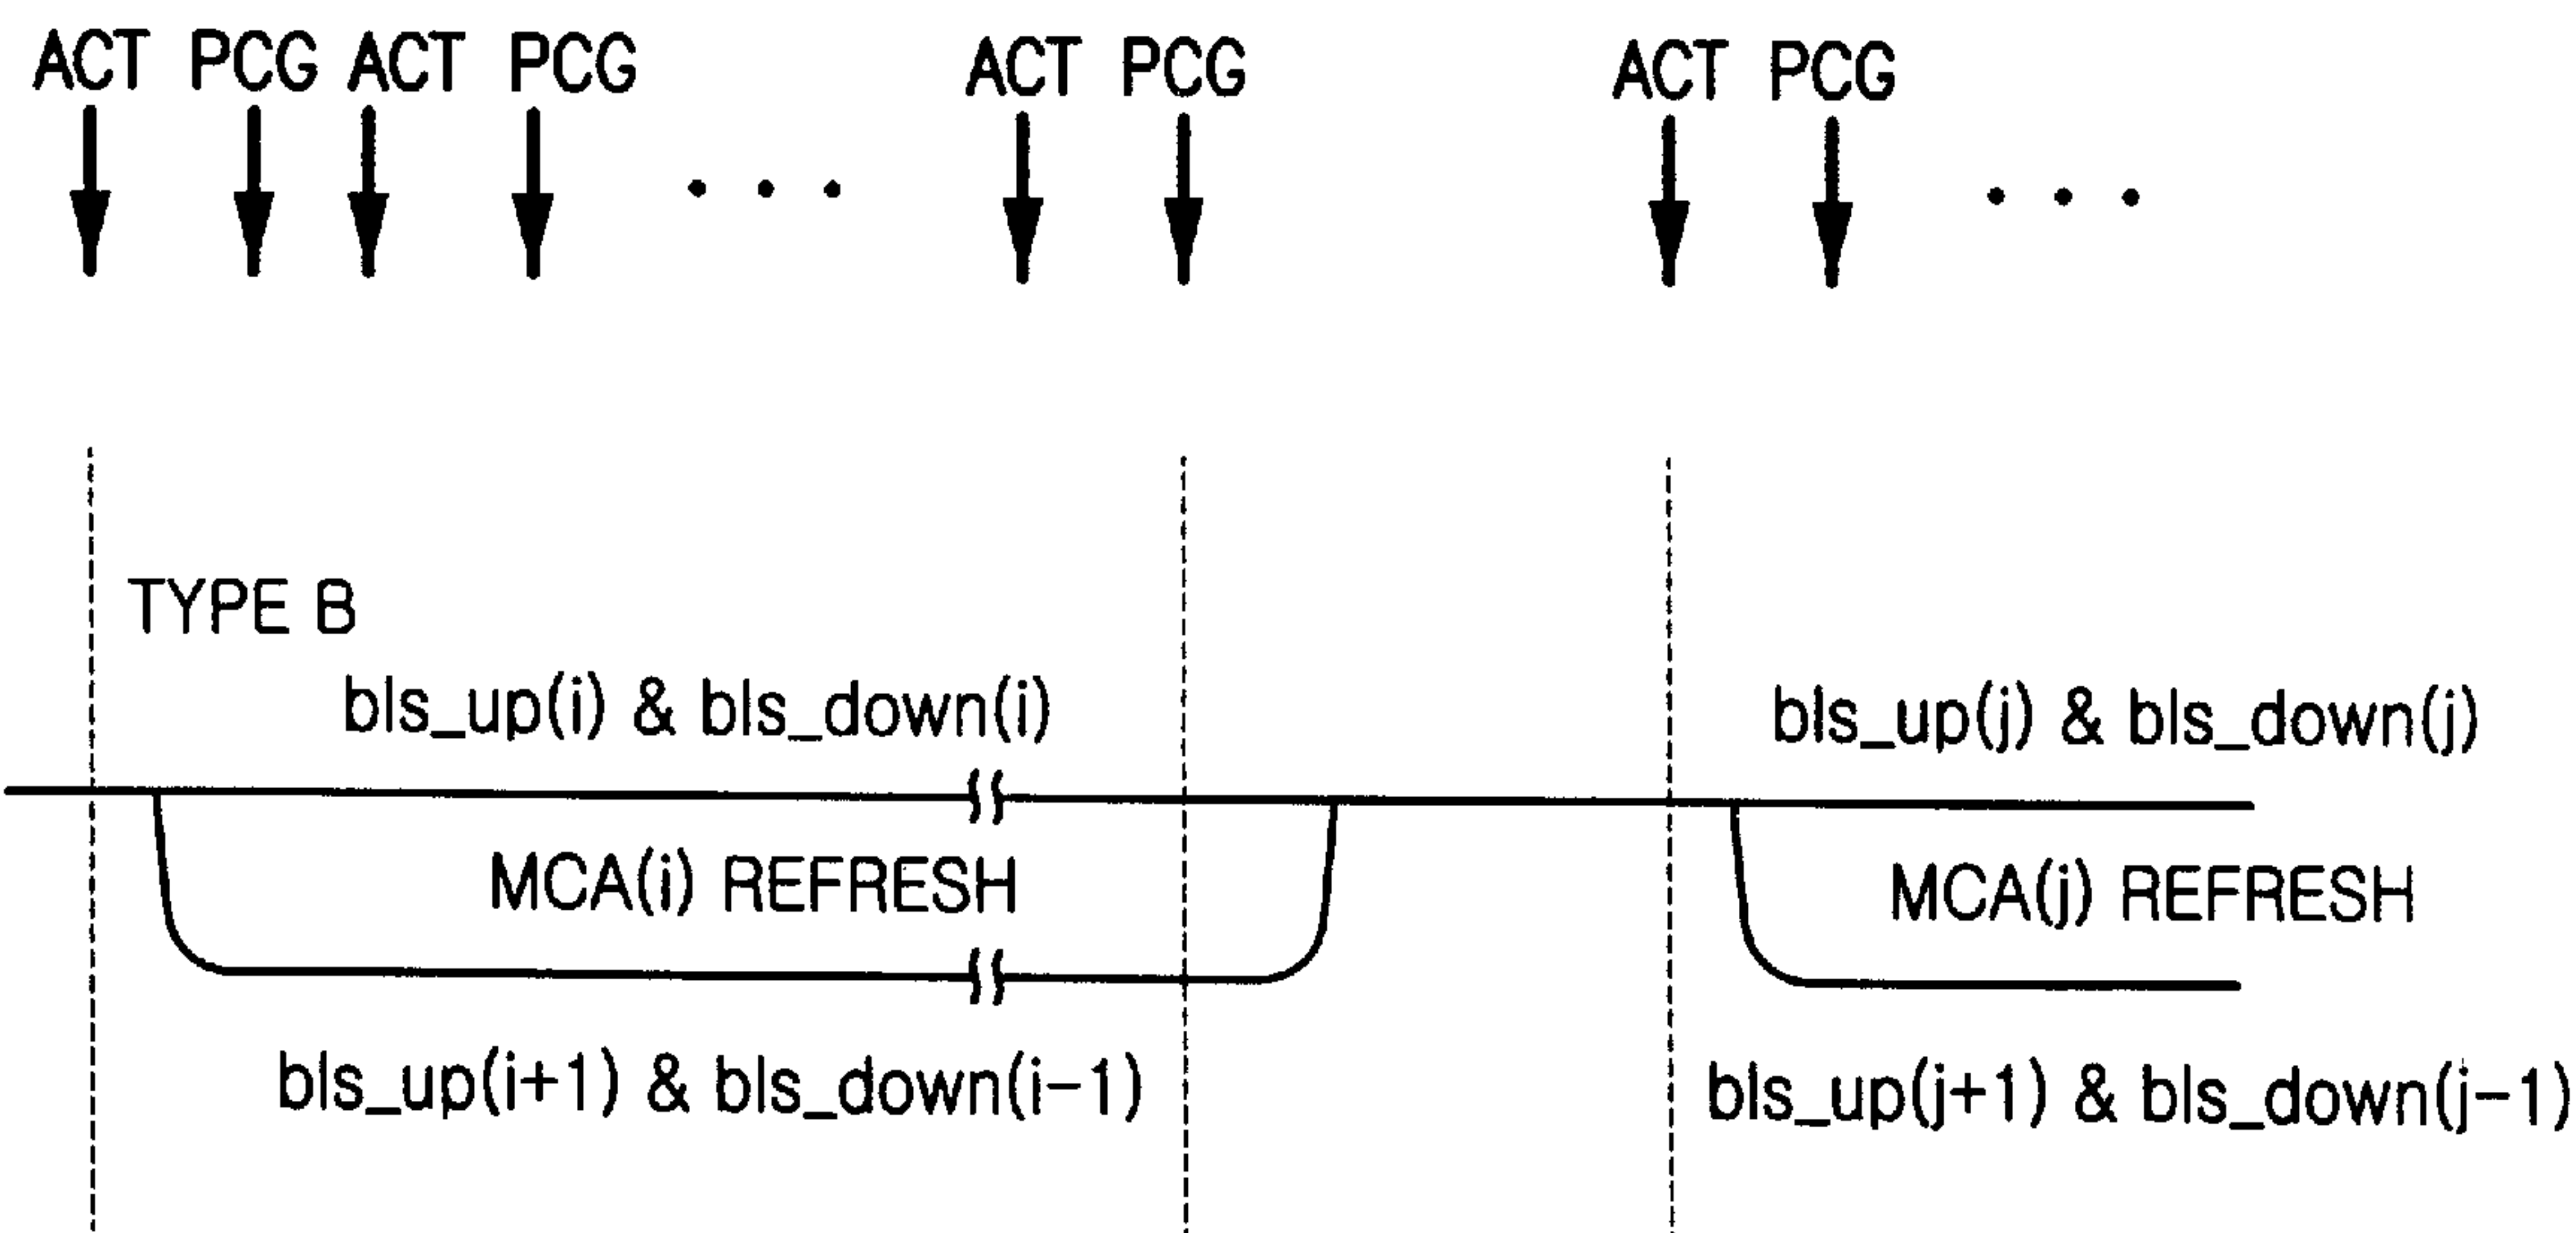 ACT PCG ACT PCG . . . ACT PCG ACT PCG . . .
TYPE B
bls_up(i) & bls_down(i) bls_up(j) & bls_down(j)
MCA(i) REFRESH MCA(j) REFRESH
bls_up(i+1) & bls_down(i-1) bls_up(j+1) & bls_down(j-1)